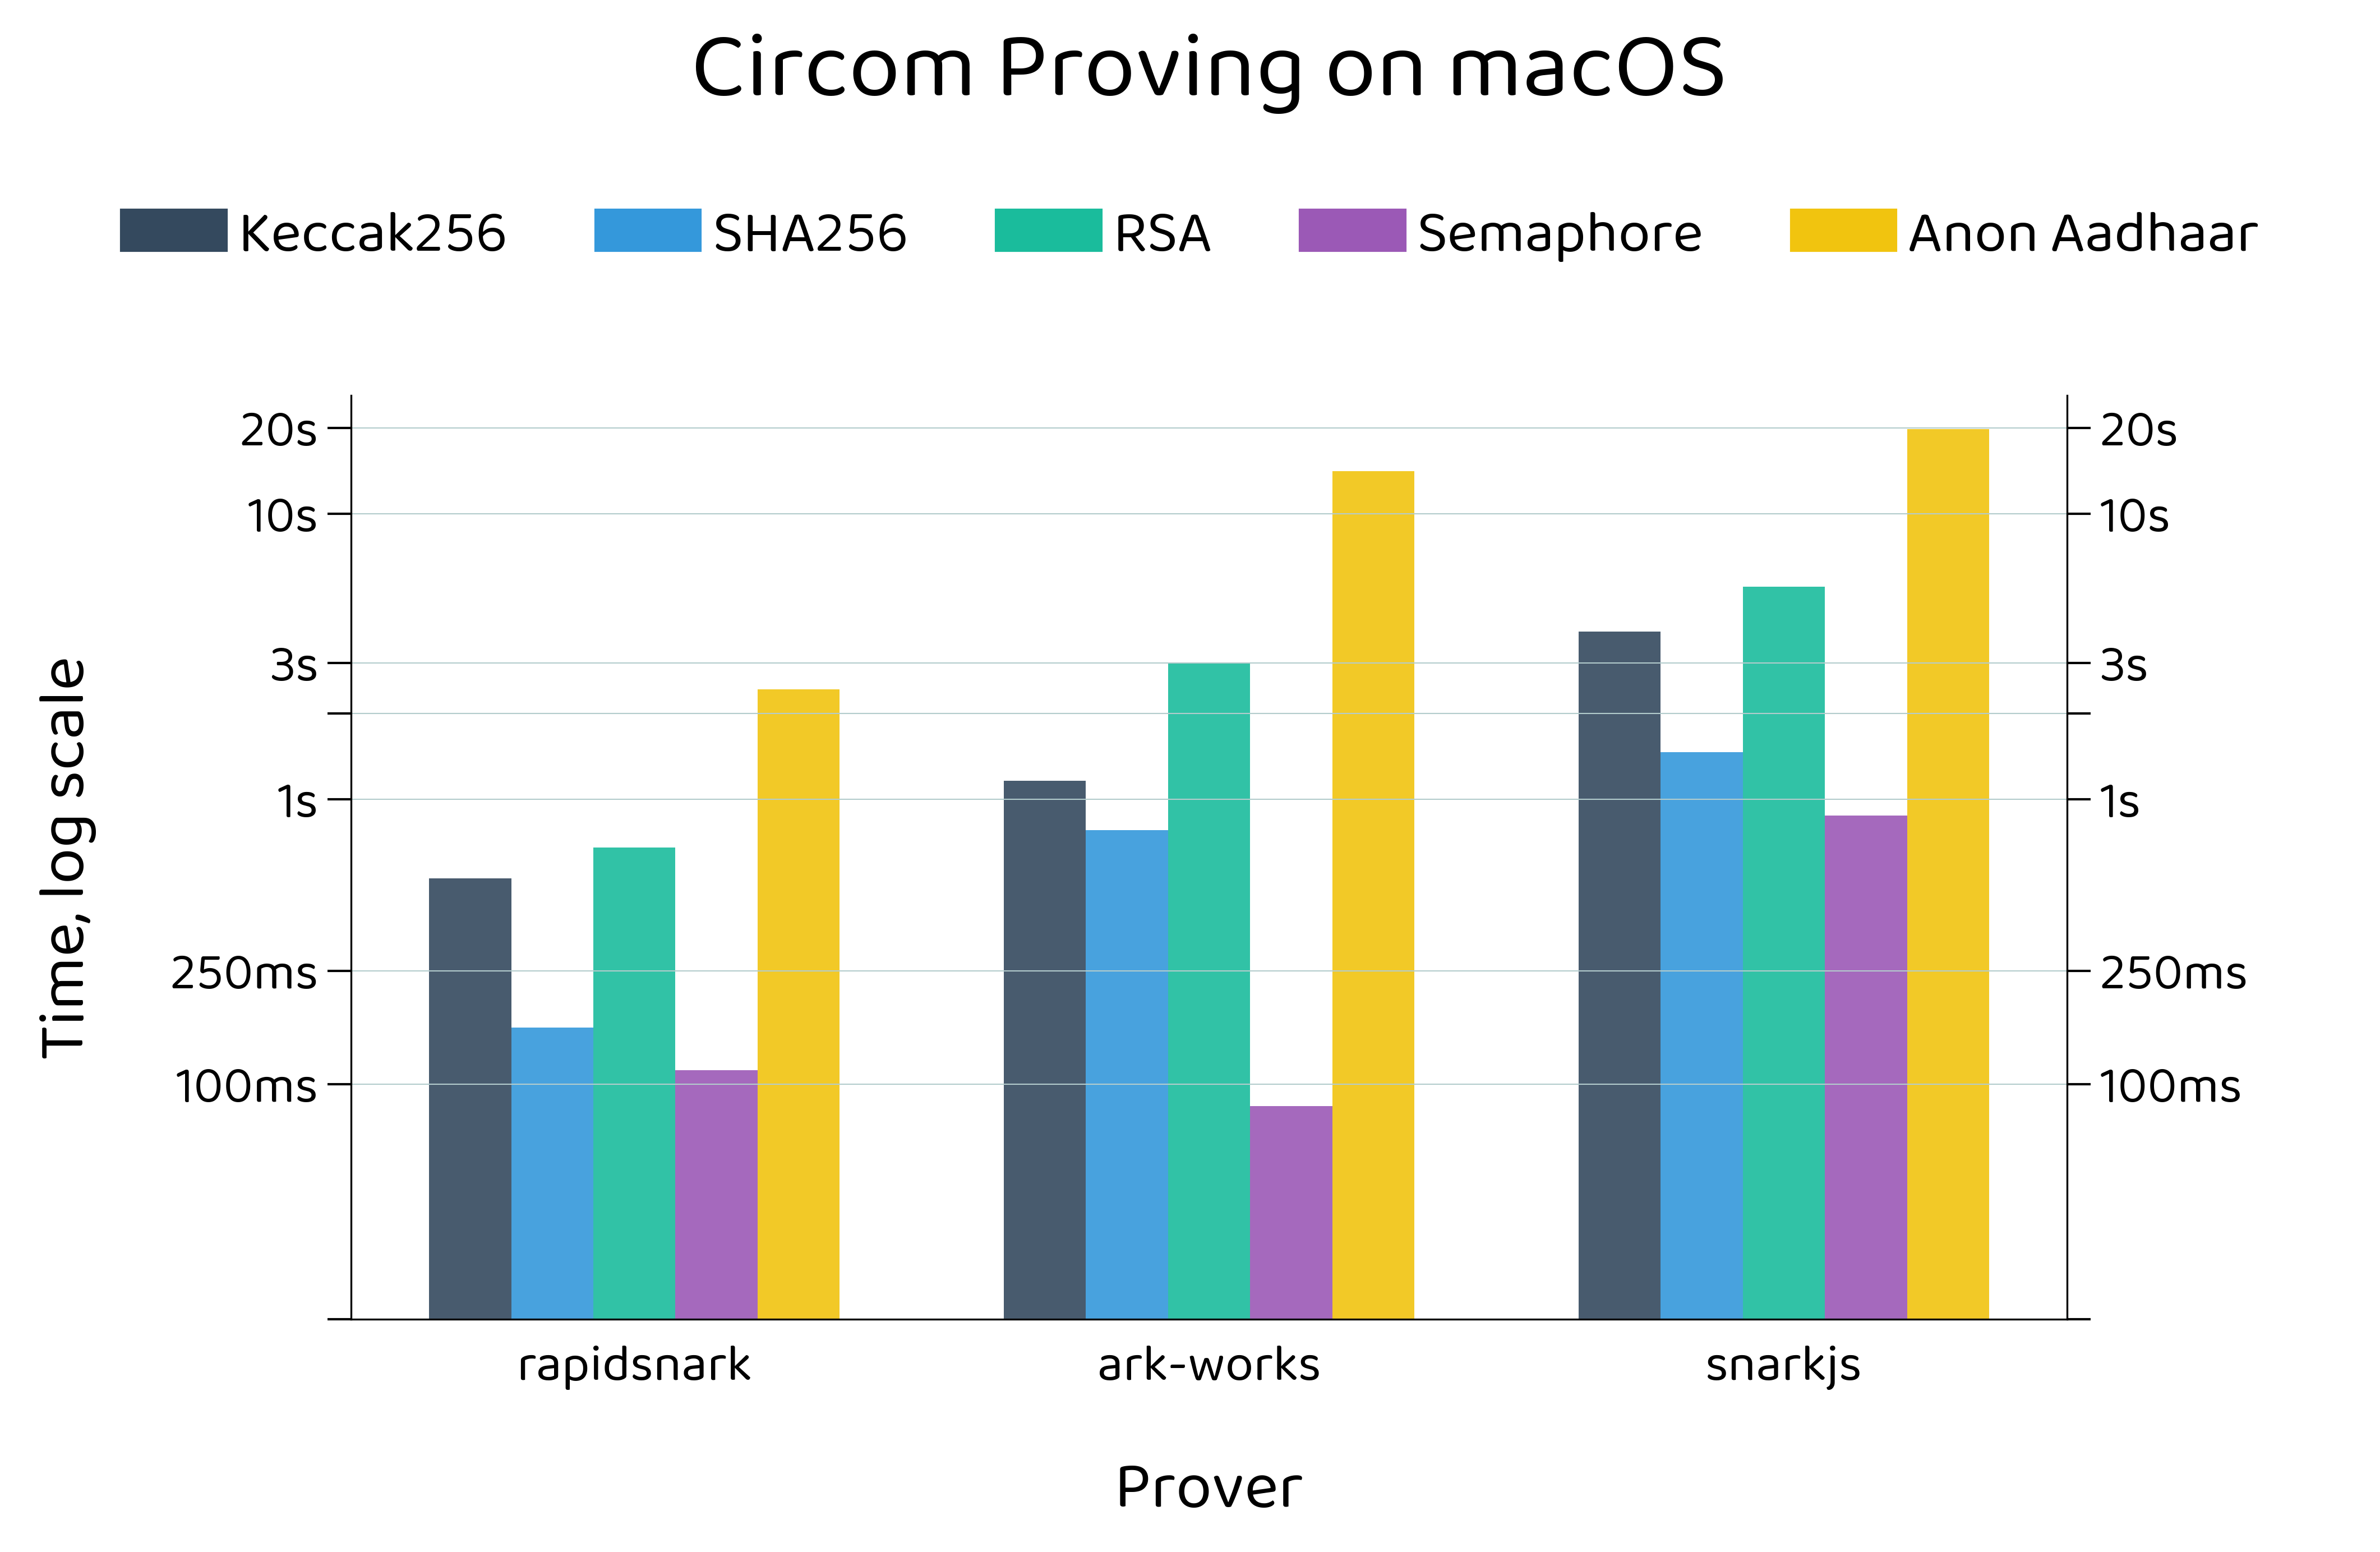 Circom Proving on macOS
Keccak256 SHA256 RSA Semaphore Anon Aadhaar
20s 20s
10s 10s
3s 3s
1s 1s
250ms 250ms
100ms 100ms
Time, log scale
rapidsnark ark-works snarkjs
Prover